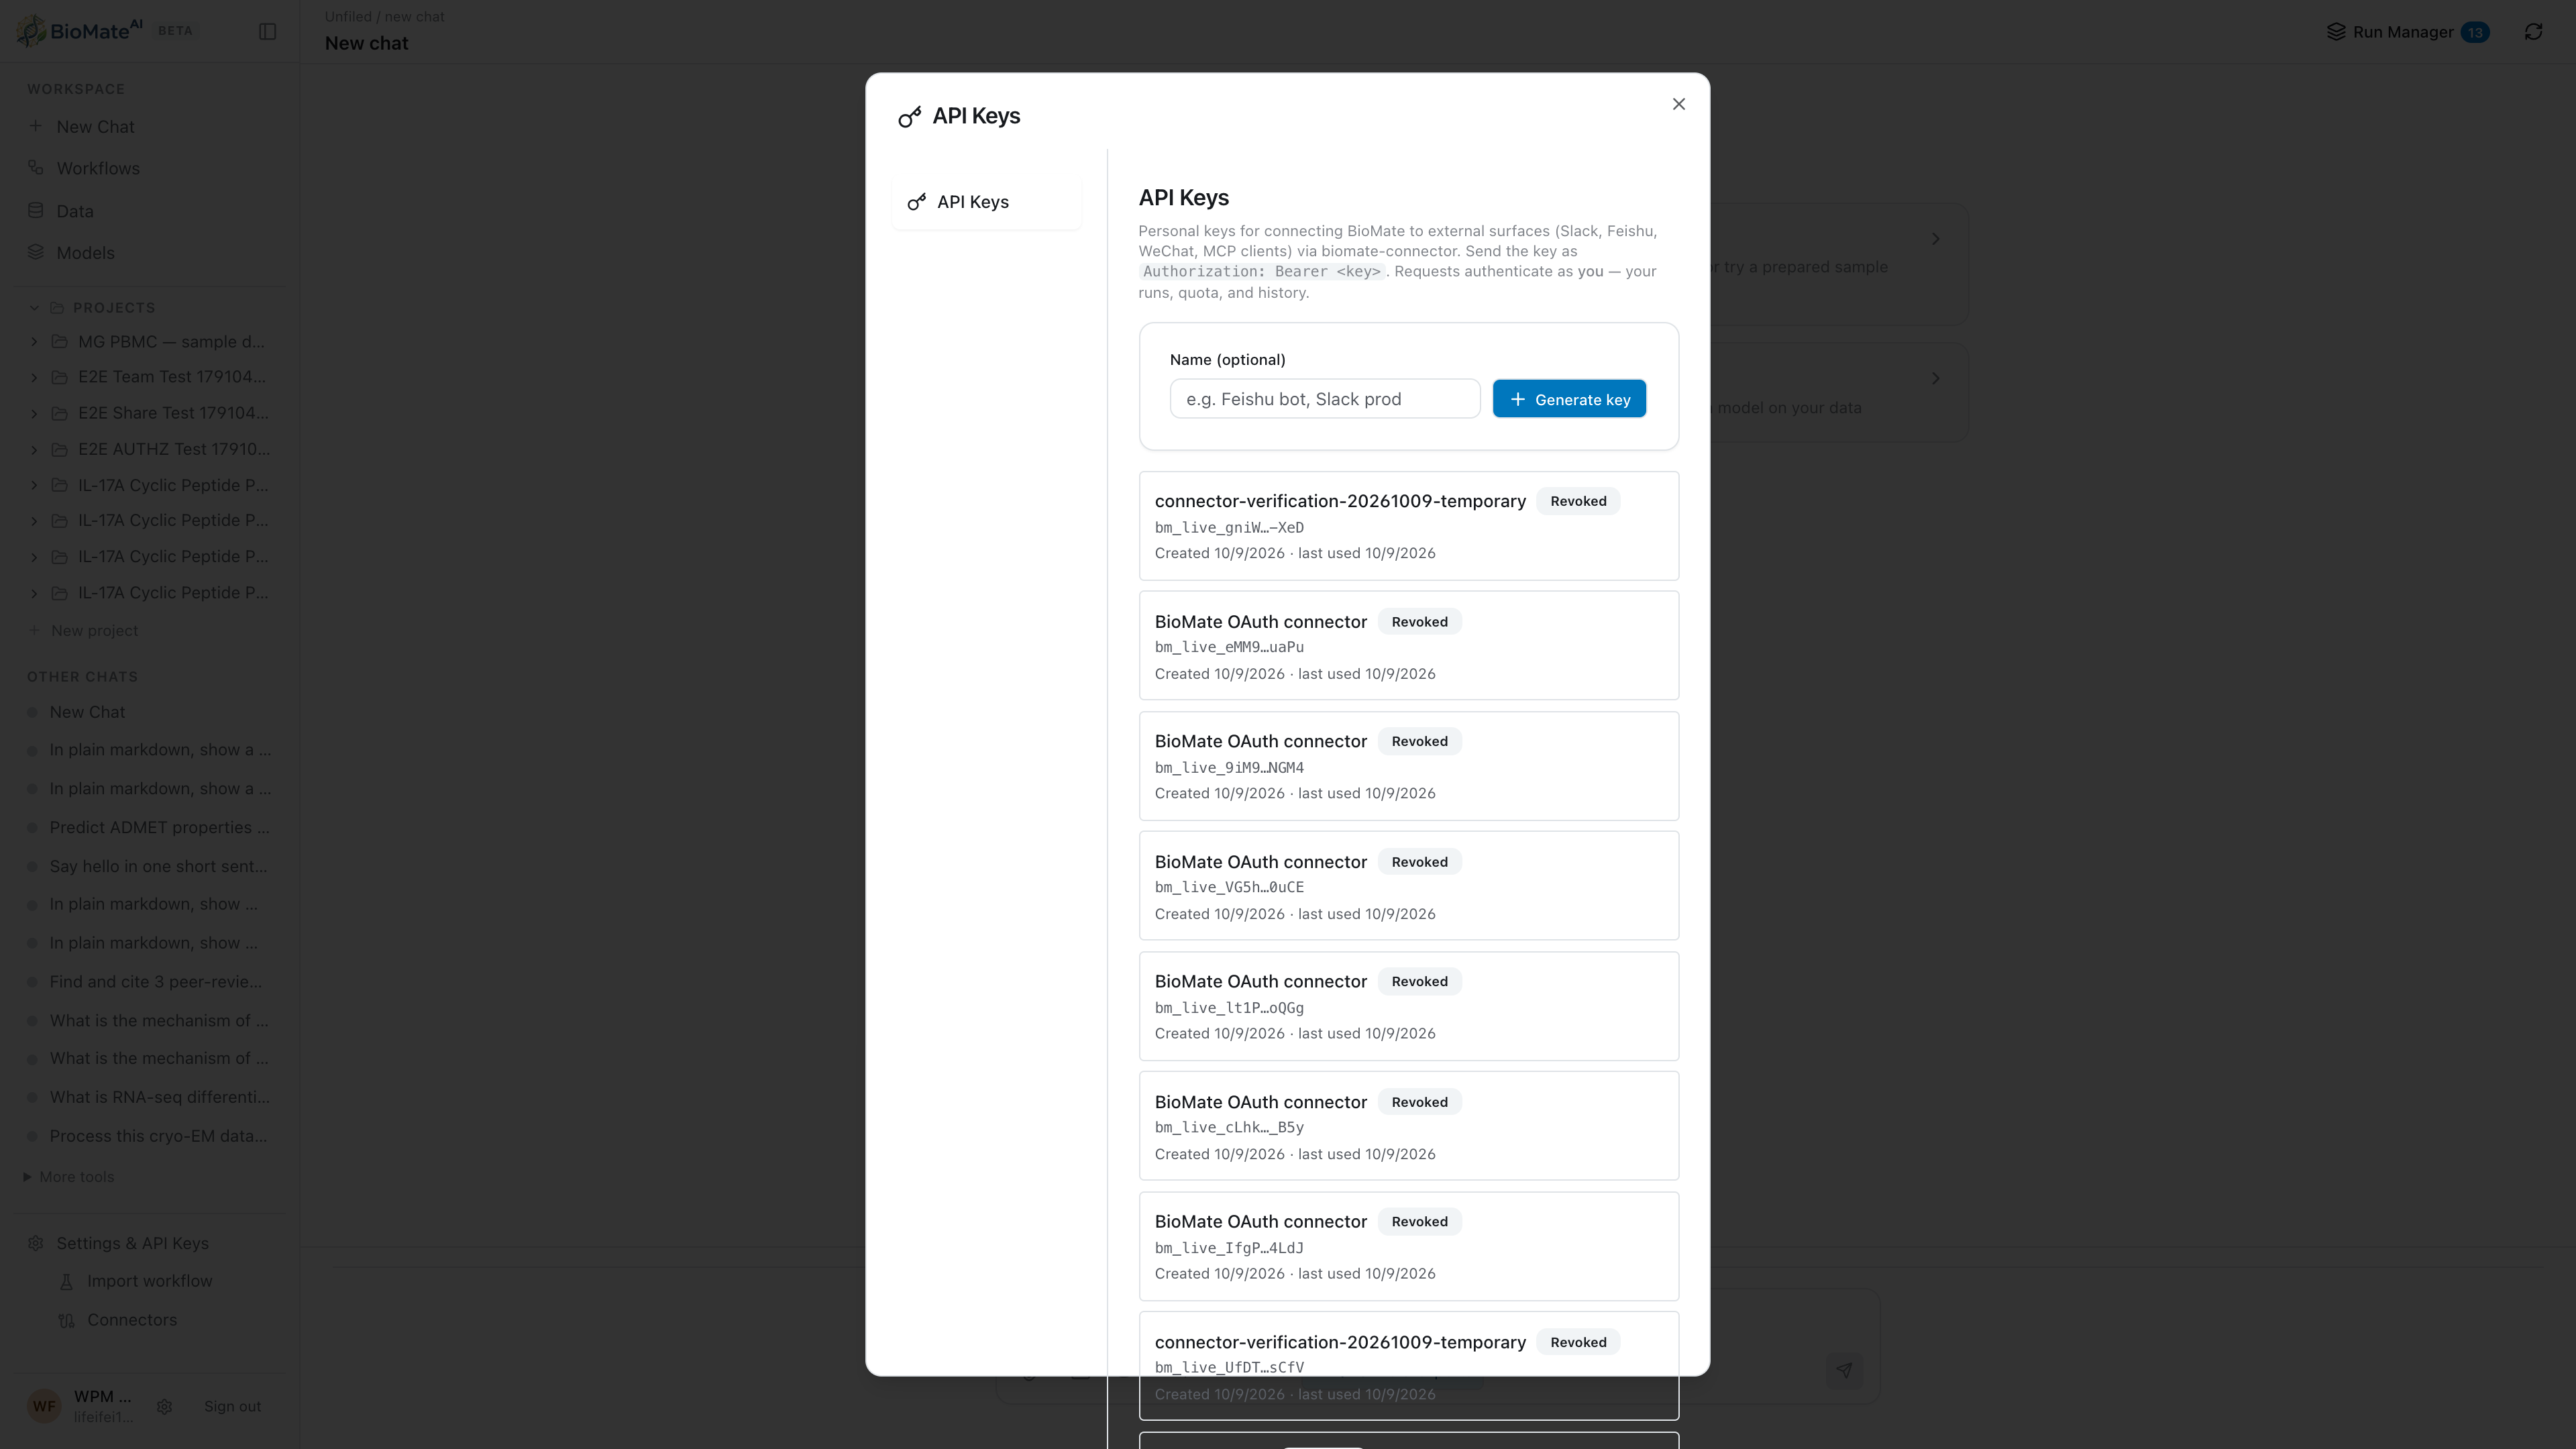 BioMate AI BETA
WORKSPACE
New Chat
Workflows
Data
Models
PROJECTS
MG PBMC — sample d...
E2E Team Test 179104...
E2E Share Test 179104...
E2E AUTHZ Test 17910...
IL-17A Cyclic Peptide P...
IL-17A Cyclic Peptide P...
IL-17A Cyclic Peptide P...
IL-17A Cyclic Peptide P...
New project
OTHER CHATS
New Chat
In plain markdown, show a ...
In plain markdown, show a ...
Predict ADMET properties ...
Say hello in one short sent...
In plain markdown, show ...
In plain markdown, show ...
Find and cite 3 peer-revie...
What is the mechanism of ...
What is the mechanism of ...
What is RNA-seq differenti...
Process this cryo-EM data...
More tools
Settings & API Keys
Import workflow
Connectors
WF
WPM ...
lifeifei1...
Sign out
Unfiled / new chat
New chat
Run Manager 13
or try a prepared sample
model on your data
API Keys
API Keys
API Keys
Personal keys for connecting BioMate to external surfaces (Slack, Feishu,
WeChat, MCP clients) via biomate-connector. Send the key as
Authorization: Bearer <key> . Requests authenticate as you — your
runs, quota, and history.
Name (optional)
e.g. Feishu bot, Slack prod
Generate key
connector-verification-20261009-temporary Revoked
bm_live_gniW…-XeD
Created 10/9/2026 · last used 10/9/2026
BioMate OAuth connector Revoked
bm_live_eMM9…uaPu
Created 10/9/2026 · last used 10/9/2026
BioMate OAuth connector Revoked
bm_live_9iM9…NGM4
Created 10/9/2026 · last used 10/9/2026
BioMate OAuth connector Revoked
bm_live_VG5h…0uCE
Created 10/9/2026 · last used 10/9/2026
BioMate OAuth connector Revoked
bm_live_lt1P…oQGg
Created 10/9/2026 · last used 10/9/2026
BioMate OAuth connector Revoked
bm_live_cLhk…_B5y
Created 10/9/2026 · last used 10/9/2026
BioMate OAuth connector Revoked
bm_live_IfgP…4LdJ
Created 10/9/2026 · last used 10/9/2026
connector-verification-20261009-temporary Revoked
bm_live_UfDT…sCfV
Created 10/9/2026 · last used 10/9/2026